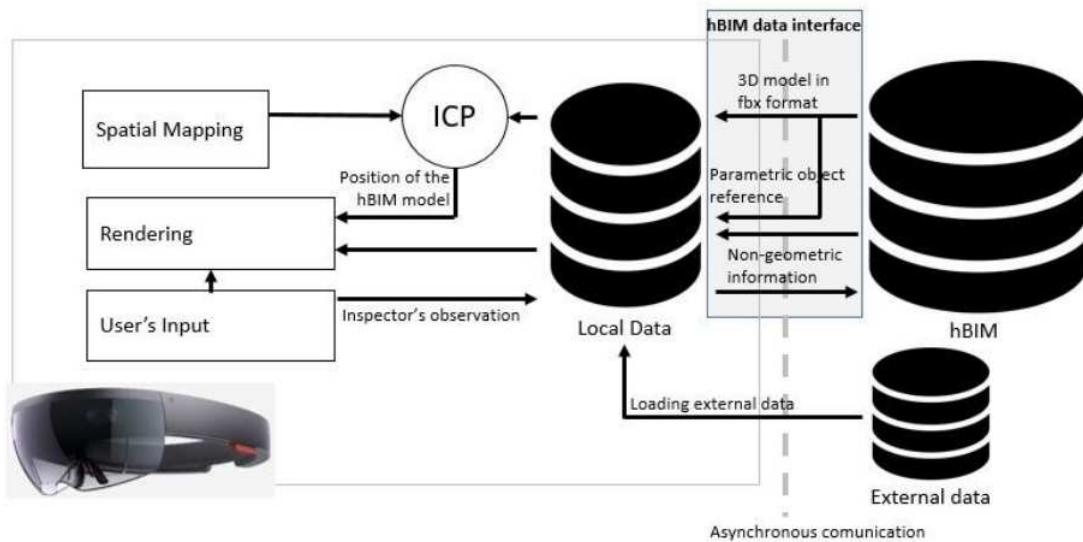 hBIM data interface
3D model in
fbx format
ICP
Spatial Mapping
Position of the
hBIM model
Parametric object
reference
Rendering
Non-geometric
information
User's Input
Inspector's observation
Local Data
hBIM
Loading external data
External data
Asynchronous comunication